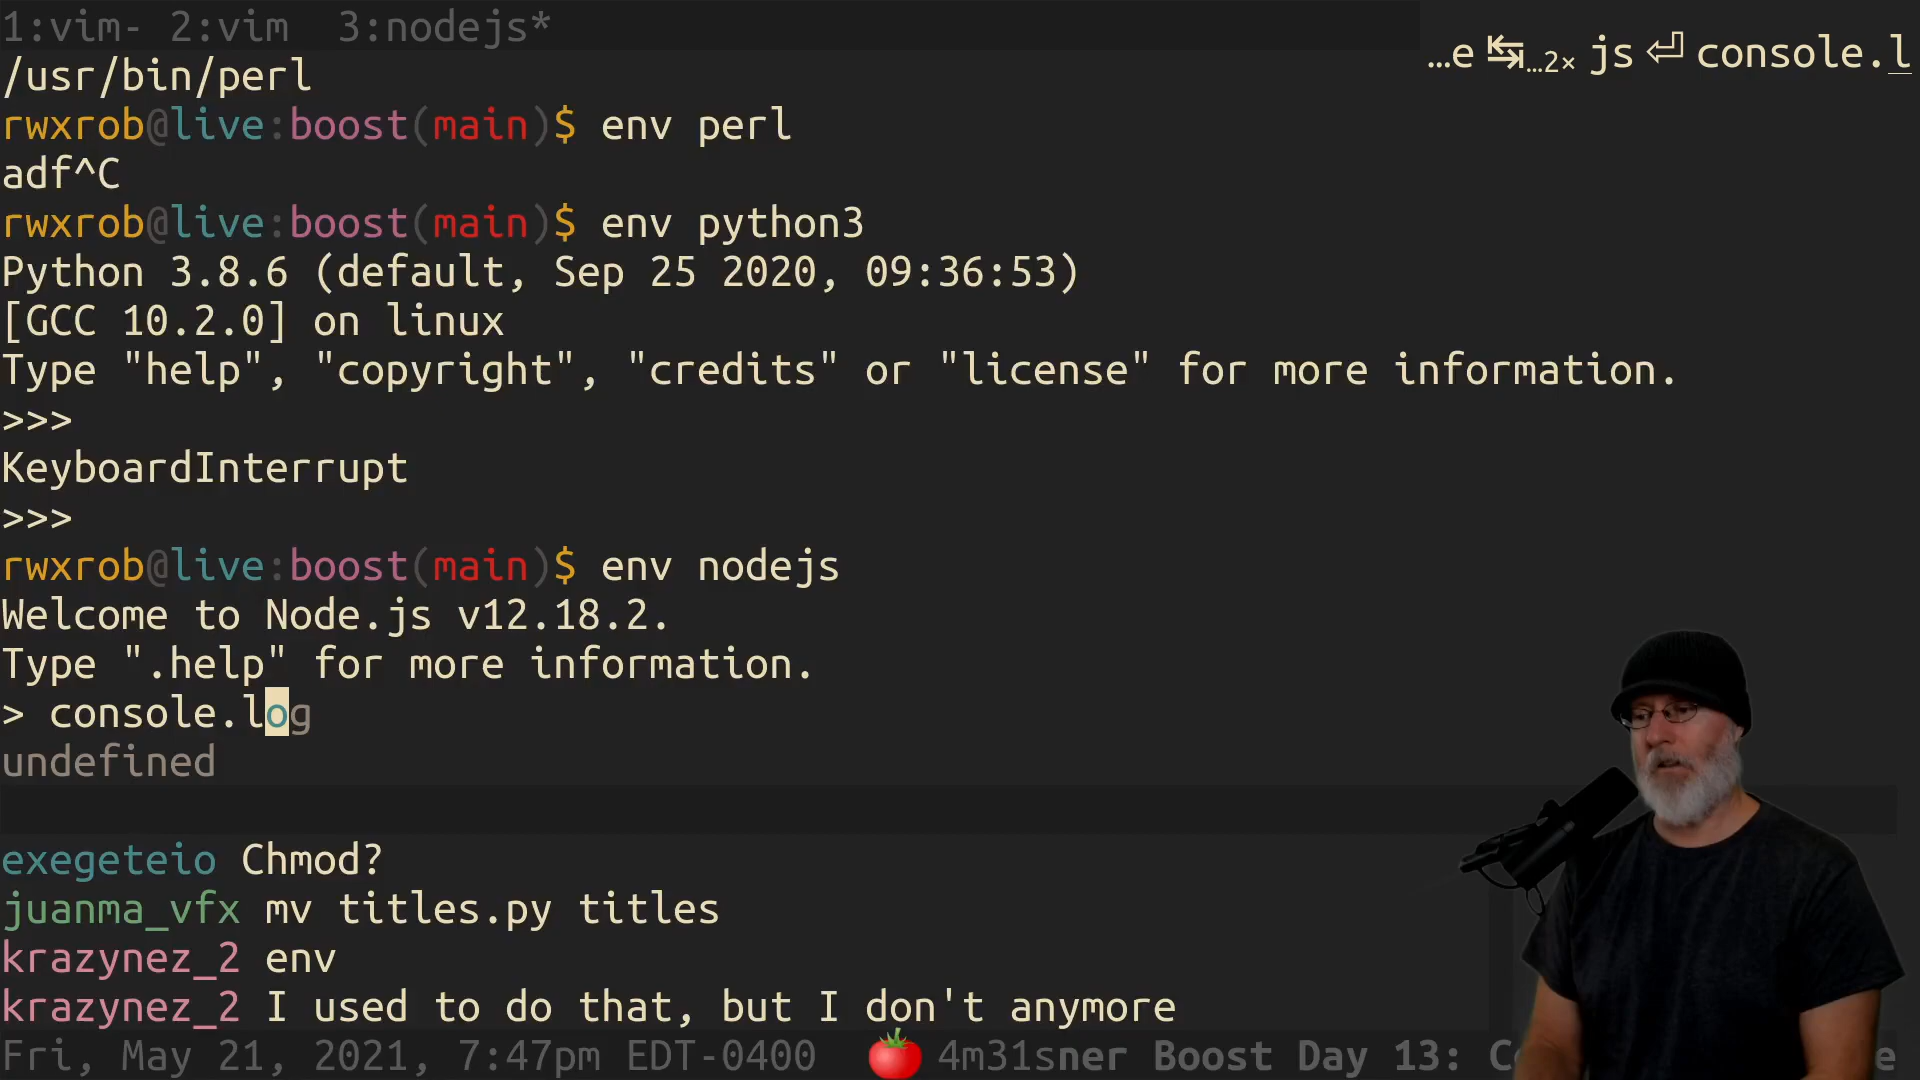 1:vim- 2:vim  3:nodejs*
…e ↹…2× js ⏎ console.l
/usr/bin/perl
rwxrob@live:boost(main)$ env perl
adf^C
rwxrob@live:boost(main)$ env python3
Python 3.8.6 (default, Sep 25 2020, 09:36:53)
[GCC 10.2.0] on linux
Type "help", "copyright", "credits" or "license" for more information.
>>>
KeyboardInterrupt
>>>
rwxrob@live:boost(main)$ env nodejs
Welcome to Node.js v12.18.2.
Type ".help" for more information.
> console.log
undefined
exegeteio Chmod?
juanma_vfx mv titles.py titles
krazynez_2 env
krazynez_2 I used to do that, but I don't anymore
Fri, May 21, 2021, 7:47pm EDT-0400 🍅 4m31sner Boost Day 13: